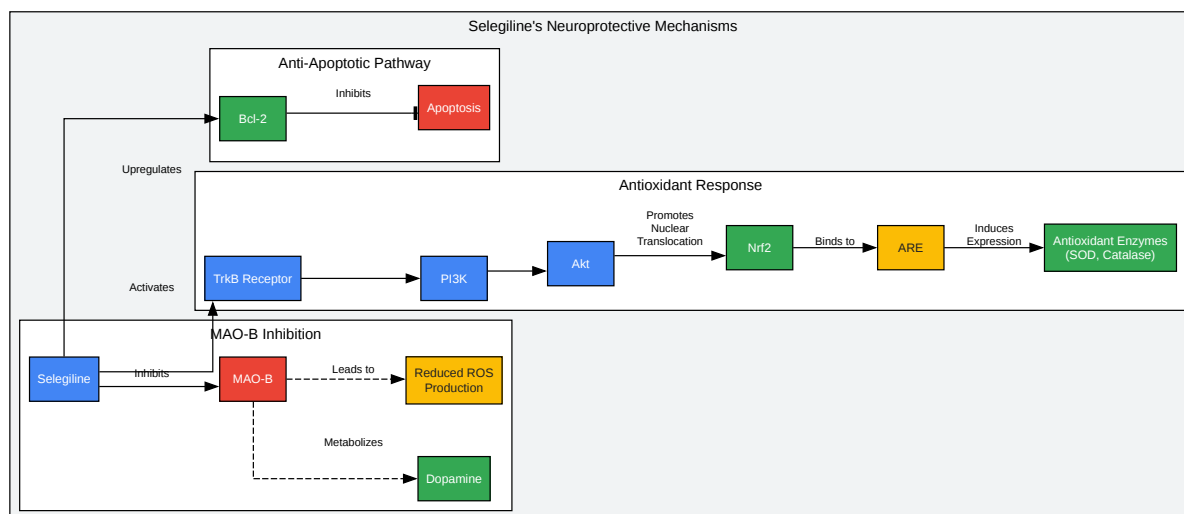 Selegiline's Neuroprotective Mechanisms
Anti-Apoptotic Pathway
Bcl-2
Inhibits
Apoptosis
Upregulates
Antioxidant Response
TrkB Receptor
PI3K
Akt
Promotes
Nuclear
Translocation
Nrf2
Binds to
ARE
Induces
Expression
Antioxidant Enzymes
(SOD, Catalase)
Activates
MAO-B Inhibition
Selegiline
Inhibits
MAO-B
Leads to
Reduced ROS
Production
Metabolizes
Dopamine